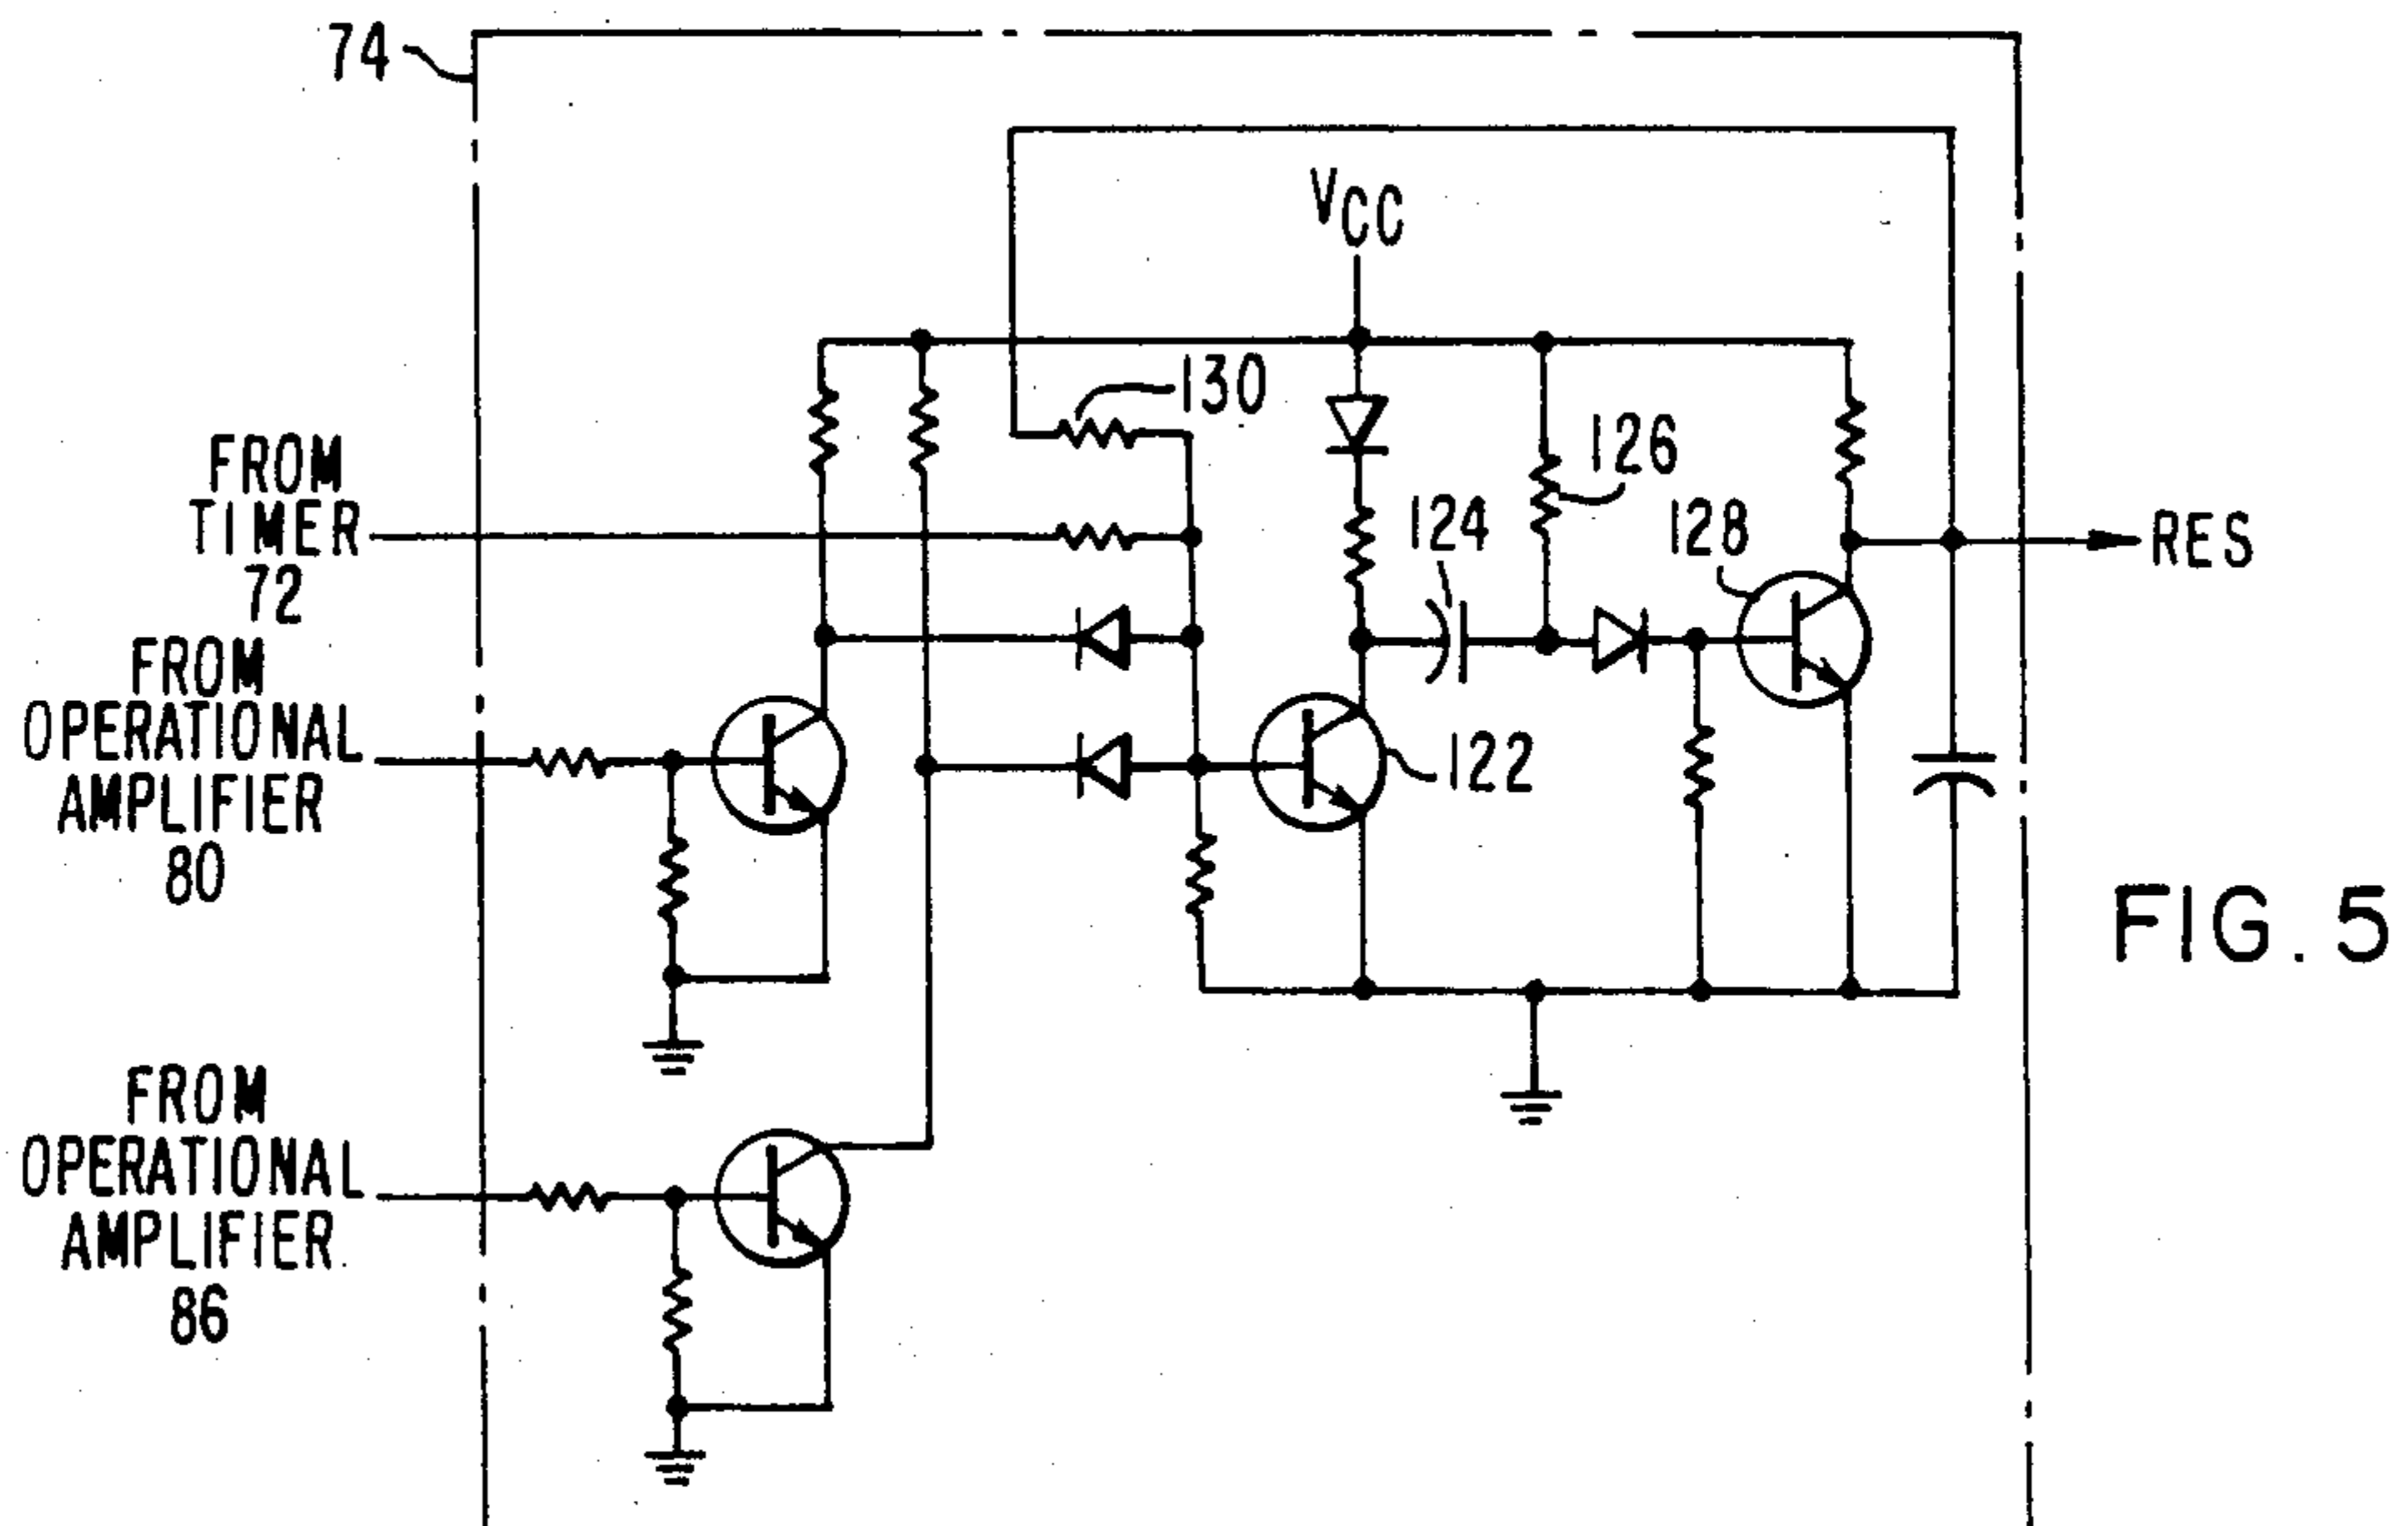 74
VCC
130
126
124
128
FROM
TIMER
72
RES
FROM
OPERATIONAL
AMPLIFIER
80
122
FIG. 5
FROM
OPERATIONAL
AMPLIFIER
86